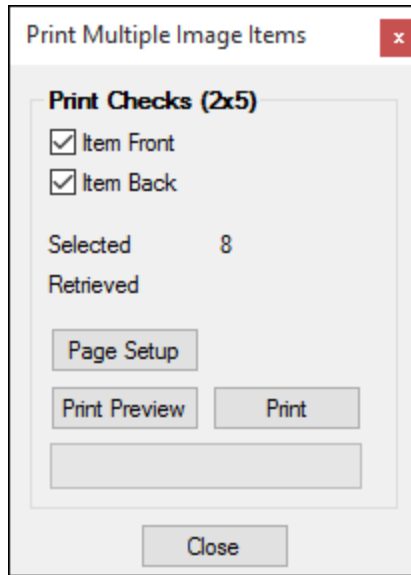 Print Multiple Image Items x
Print Checks (2x5)
Item Front
Item Back
Selected 8
Retrieved
Page Setup
Print Preview Print
Close